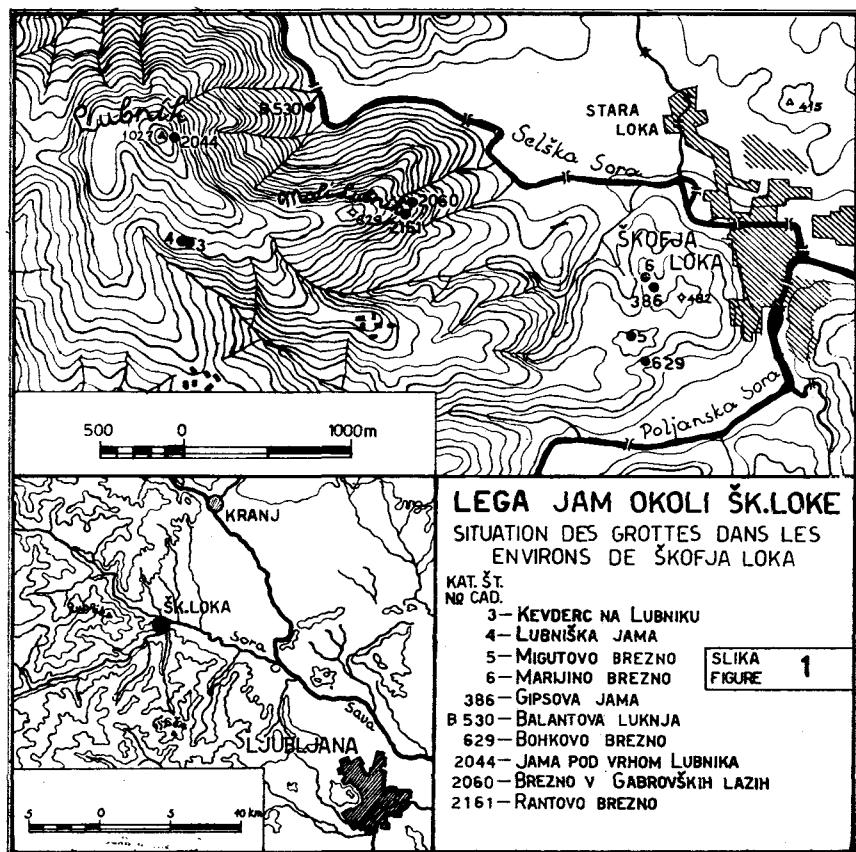 Lubnik
1027
2044
B 530
STARA
LOKA
415
Selška Sora
2060
2161
4 3
ŠKOFJA
LOKA
6
386
482
5
629
Poljanska Sora
500 0 1000m
KRANJ
ŠK.LOKA
Sora
Sava
LJUBLJANA
5 0 5 10 km
LEGA JAM OKOLI ŠK.LOKE
SITUATION DES GROTTES DANS LES
ENVIRONS DE ŠKOFJA LOKA
KAT. ŠT.
No CAD.
3 — KEVDERC NA LUBNIKU
4 — LUBNIŠKA JAMA
5 — MIGUTOVO BREZNO
6 — MARIJINO BREZNO
386 — GIPSOVA JAMA
B 530 — BALANTOVA LUKNJA
629 — BOHKOVO BREZNO
2044 — JAMA POD VRHOM LUBNIKA
2060 — BREZNO V GABROVŠKIH LAZIH
2161 — RANTOVO BREZNO
SLIKA
FIGURE 1